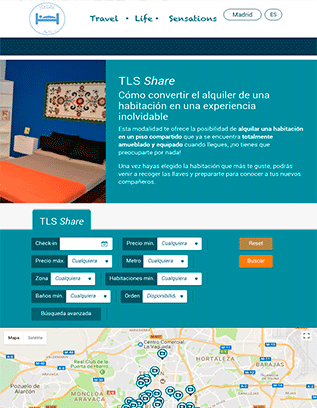 Travel • Life • Sensations
Madrid
ES
TLS Share
Cómo convertir el alquiler de una
habitación en una experiencia
inolvidable
Esta modalidad te ofrece la posibilidad de alquilar una habitación
en un piso compartido que ya se encuentra totalmente
amueblado y equipado cuando llegues, ¡no tienes que
preocuparte por nada!
Una vez hayas elegido la habitación que más te guste, podrás
venir a recoger las llaves y prepararte para conocer a tus nuevos
compañeros.
TLS Share
Check-in
Precio min. Cualquiera
Reset
Precio máx. Cualquiera
Metro Cualquiera
Buscar
Zona Cualquiera
Habitaciones min. Cualquiera
Baños min. Cualquiera
Orden Disponibilid
Búsqueda avanzada
Mapa Satélite
Centro Comercial
La Vaguada
HORTALEZA
BARAJAS
Real Club de la
Puerta de Hierro
Pozuelo de
Alarcón
MONCLOA
ARAVACA